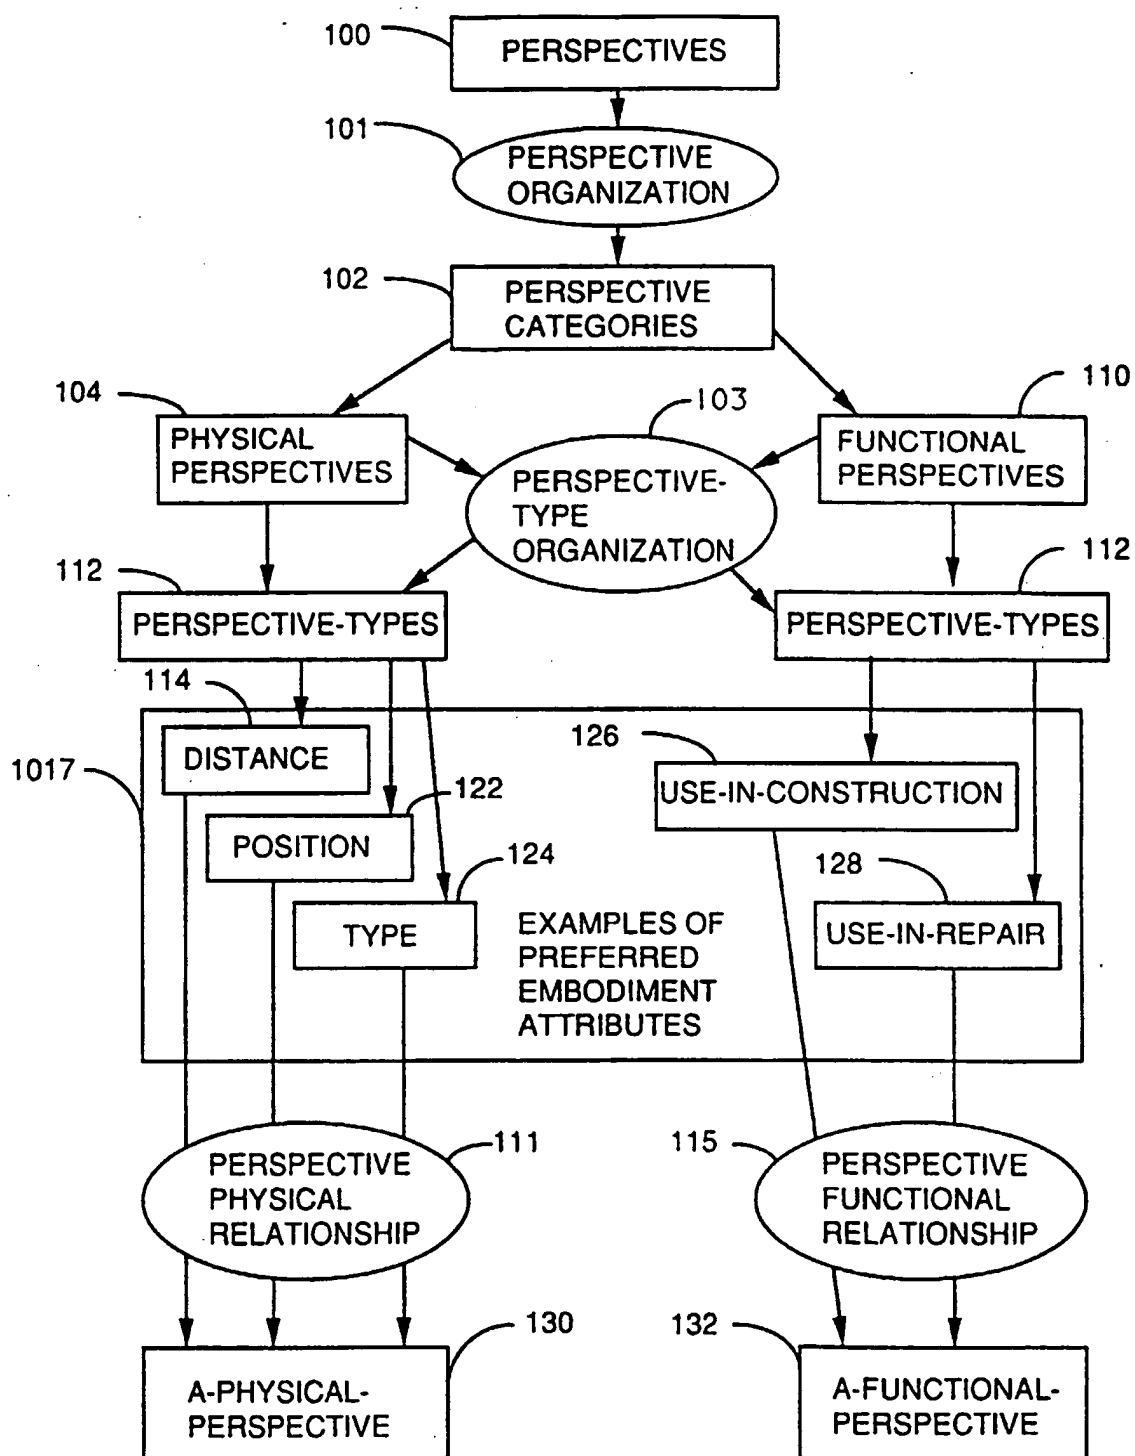 100
PERSPECTIVES
101
PERSPECTIVE
ORGANIZATION
102
PERSPECTIVE
CATEGORIES
104
103
110
PHYSICAL
PERSPECTIVES
FUNCTIONAL
PERSPECTIVES
PERSPECTIVE-
TYPE
ORGANIZATION
112
112
PERSPECTIVE-TYPES
PERSPECTIVE-TYPES
114
126
DISTANCE
1017
122
USE-IN-CONSTRUCTION
POSITION
124
128
TYPE
USE-IN-REPAIR
EXAMPLES OF
PREFERRED
EMBODIMENT
ATTRIBUTES
111
115
PERSPECTIVE
PHYSICAL
RELATIONSHIP
PERSPECTIVE
FUNCTIONAL
RELATIONSHIP
130
132
A-PHYSICAL-
PERSPECTIVE
A-FUNCTIONAL-
PERSPECTIVE